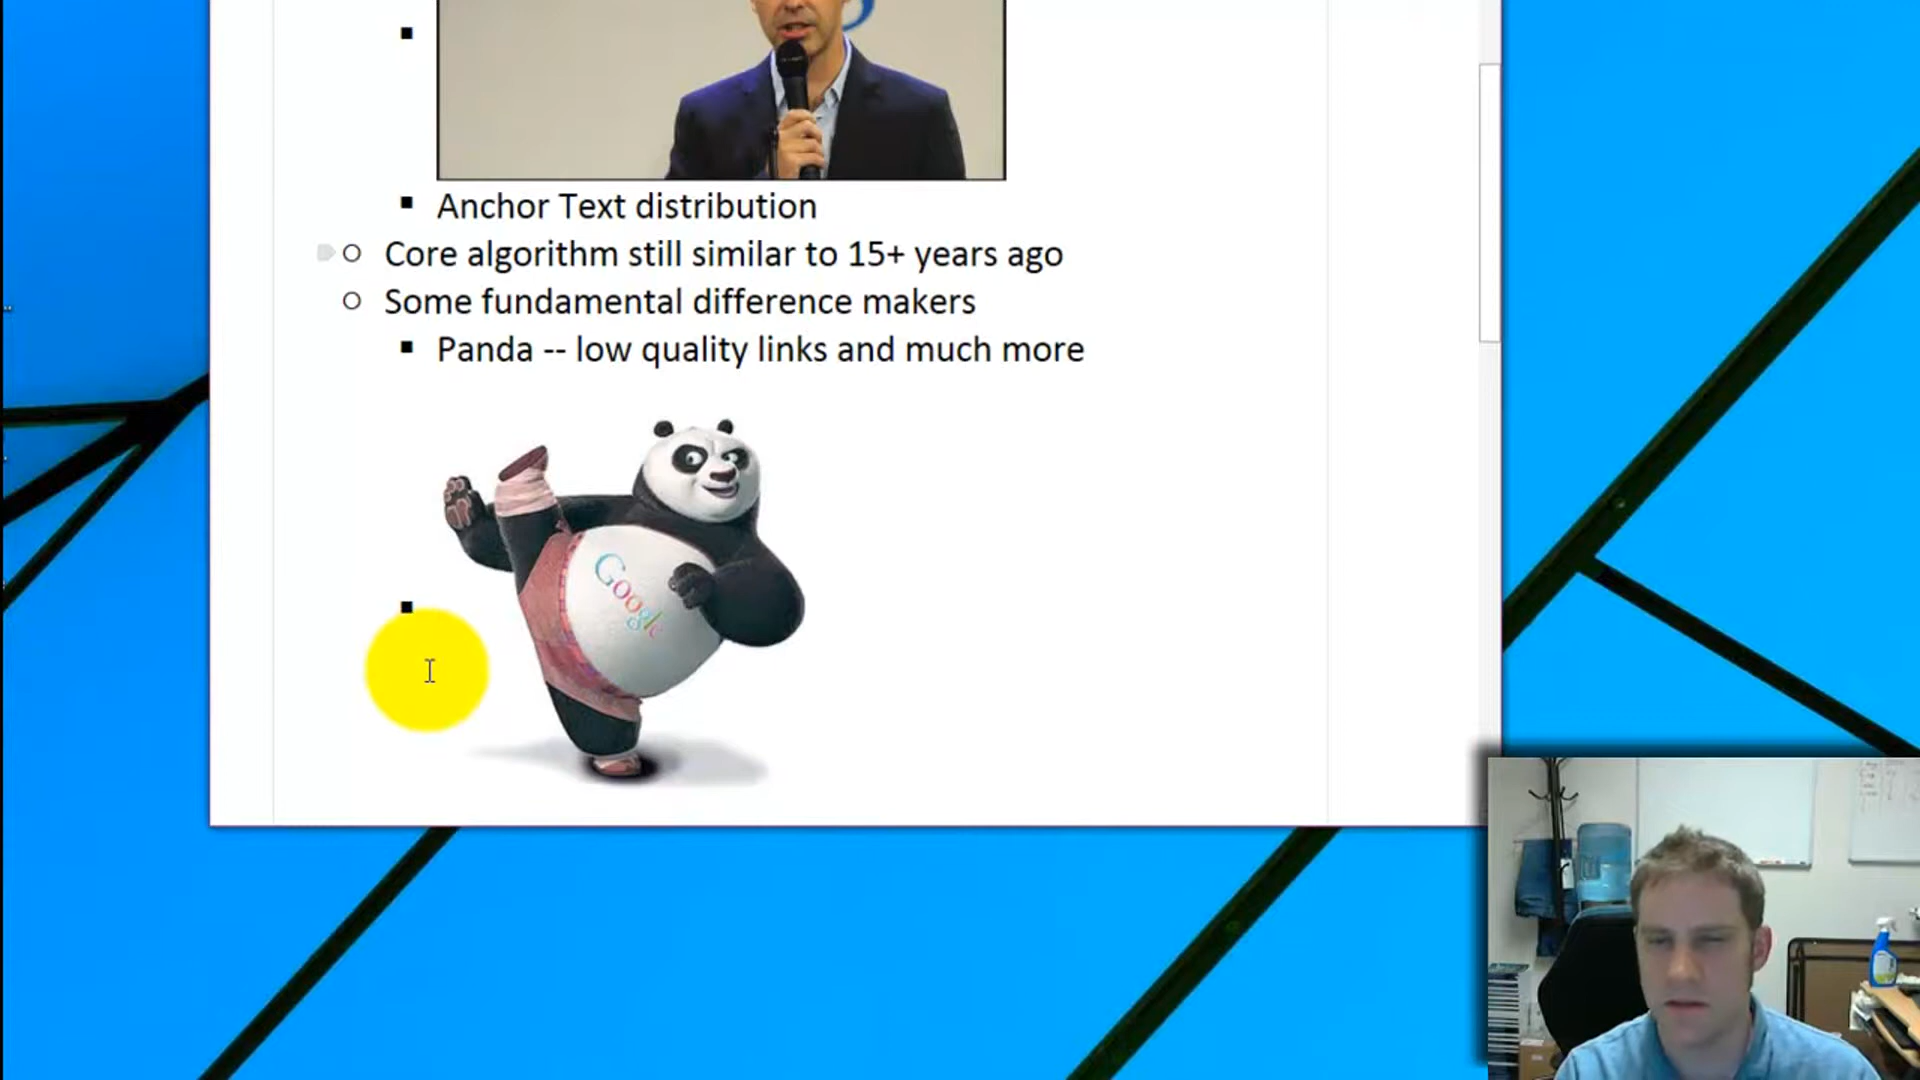 Anchor Text distribution
Core algorithm still similar to 15+ years ago
Some fundamental difference makers
Panda -- low quality links and much more
Google